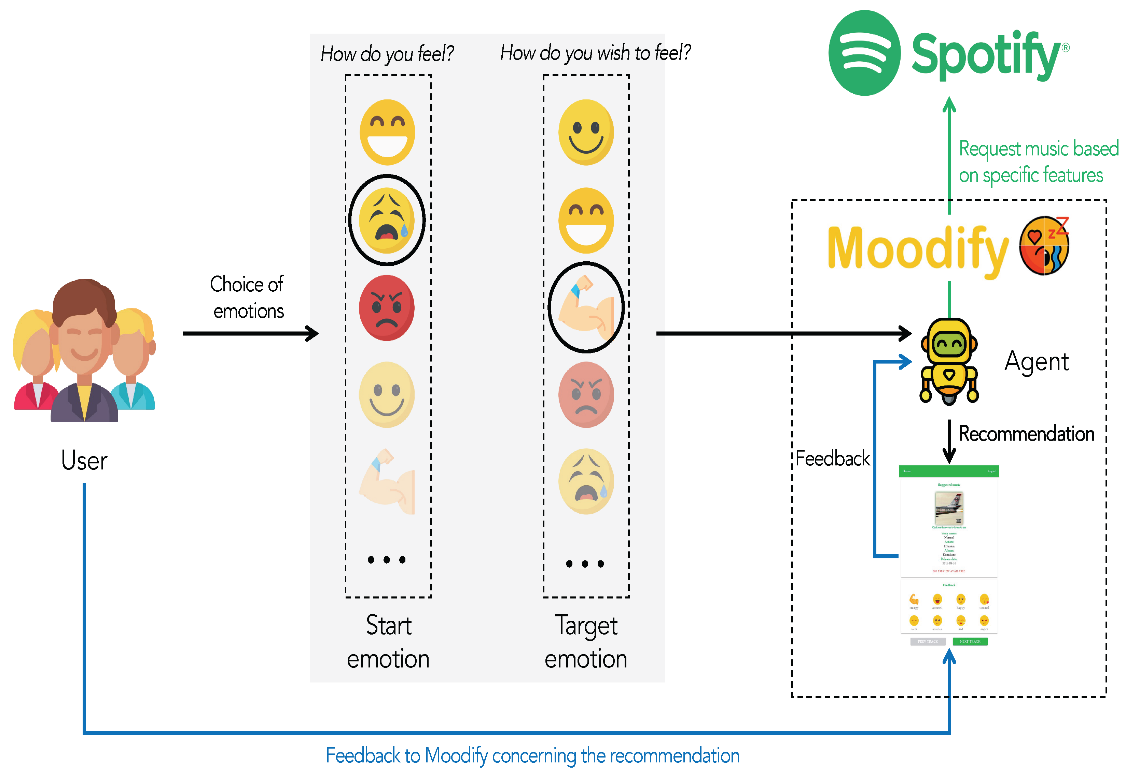 How do you feel?
How do you wish to feel?
Spotify®
Request music based
on specific features
Moodify
zZ
Choice of
emotions
Agent
Recommendation
Feedback
User
Start
emotion
Target
emotion
Feedback to Moodify concerning the recommendation